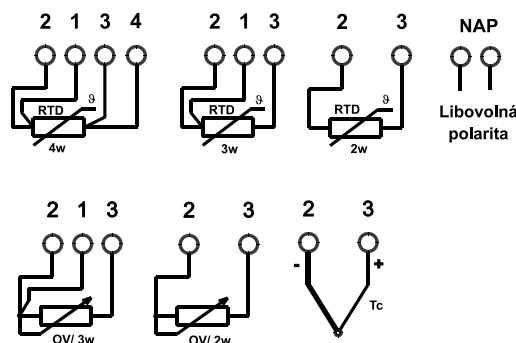 2 1 3 4
RTD ϑ
4w
2 1 3
RTD ϑ
3w
2 3
RTD ϑ
2w
NAP
Libovolná
polarita
2 1 3
OV/ 3w
2 3
OV/ 2w
2 3
- +
Tc